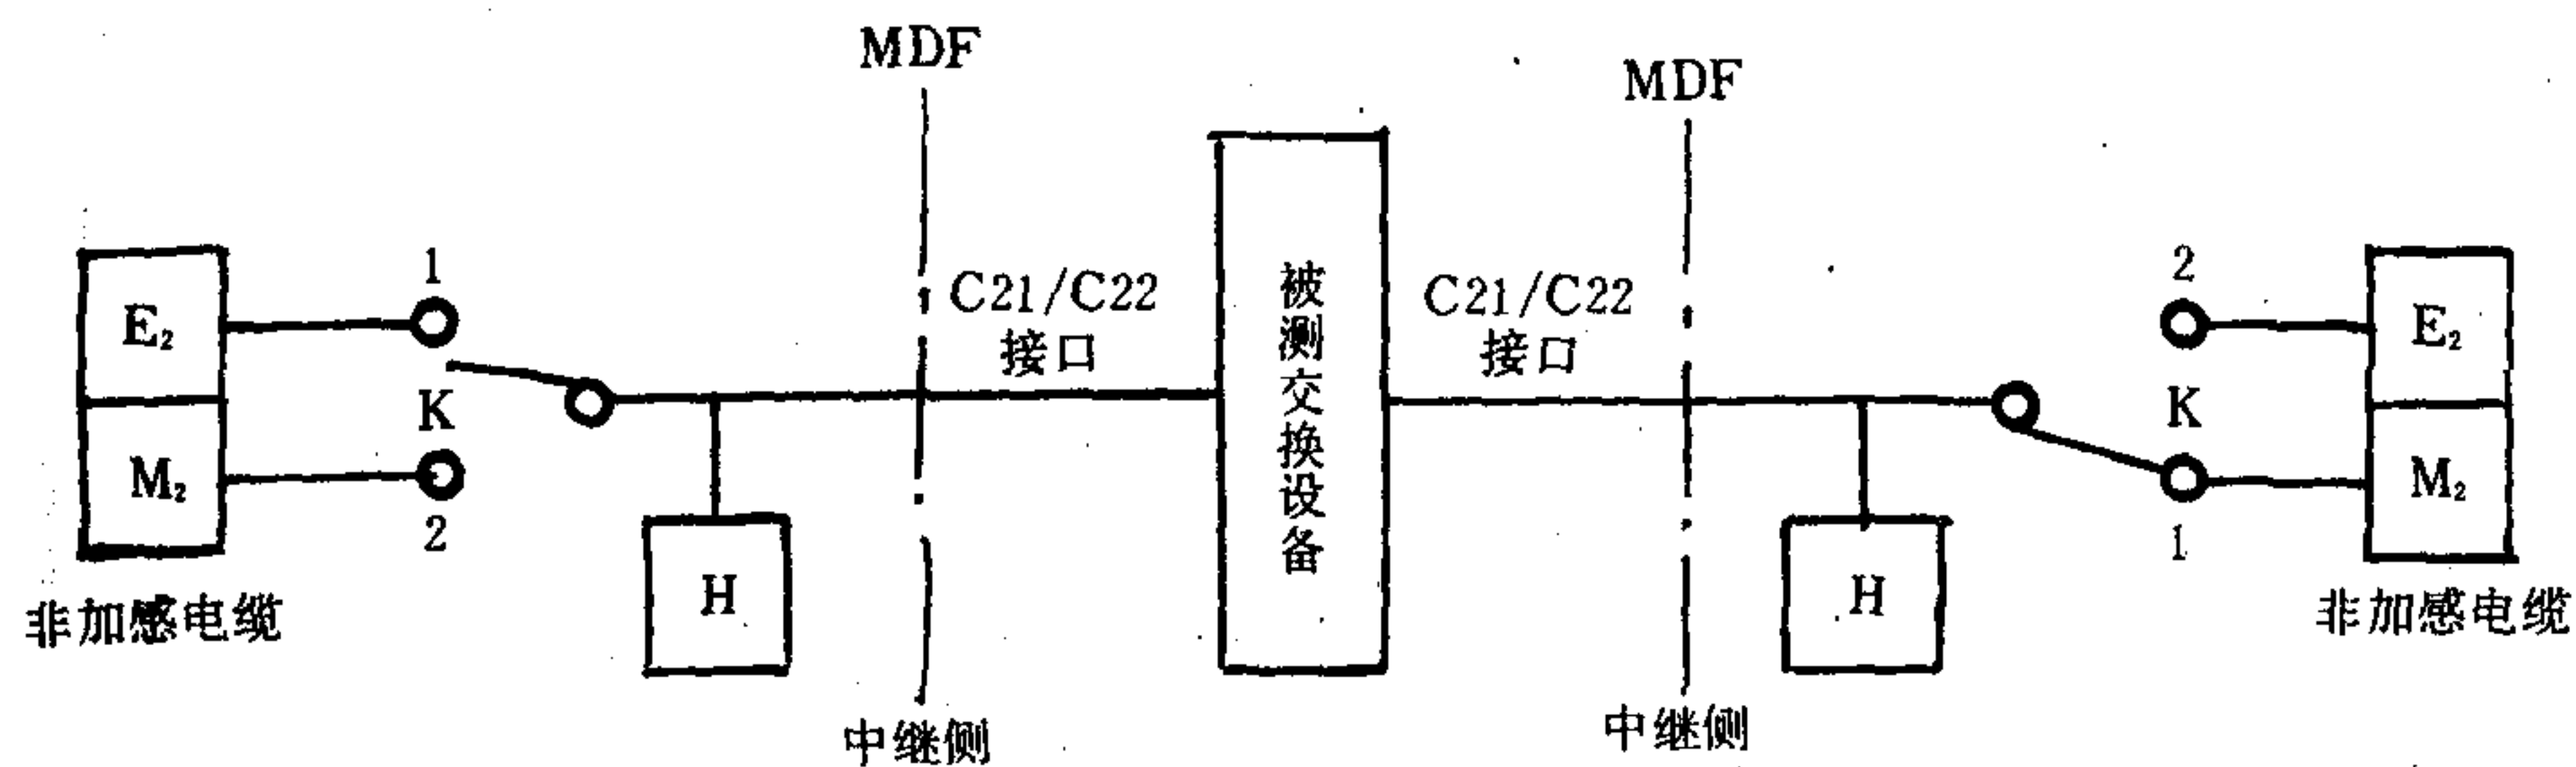 MDF
MDF
C21/C22
接口
C21/C22
接口
被测交换设备
1
E₂
K
M₂
2
H
非加感电缆
中继侧
2
E₂
K
M₂
1
H
非加感电缆
中继侧